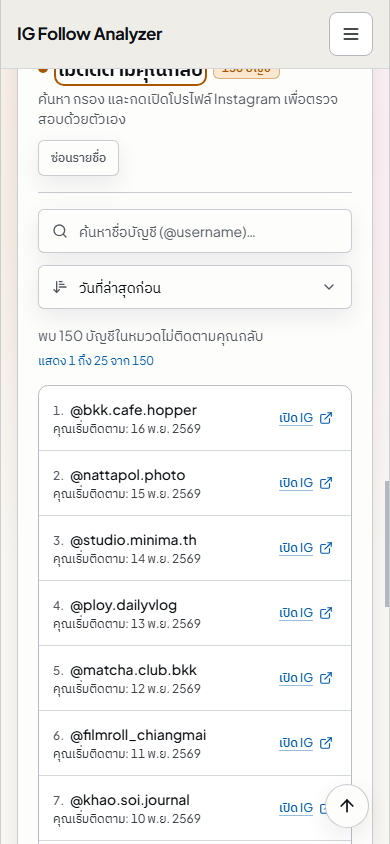 IG Follow Analyzer
ไม่ติดตามคุณกลับ
150 บัญชี
ค้นหา กรอง และกดเปิดโปรไฟล์ Instagram เพื่อตรวจ
สอบด้วยตัวเอง
ซ่อนรายชื่อ
ค้นหาชื่อบัญชี (@username)...
วันที่ล่าสุดก่อน
พบ 150 บัญชีในหมวดไม่ติดตามคุณกลับ
แสดง 1 ถึง 25 จาก 150
1. @bkk.cafe.hopper
คุณเริ่มติดตาม: 16 พ.ย. 2569
เปิด IG
2. @nattapol.photo
คุณเริ่มติดตาม: 15 พ.ย. 2569
เปิด IG
3. @studio.minima.th
คุณเริ่มติดตาม: 14 พ.ย. 2569
เปิด IG
4. @ploy.dailyvlog
คุณเริ่มติดตาม: 13 พ.ย. 2569
เปิด IG
5. @matcha.club.bkk
คุณเริ่มติดตาม: 12 พ.ย. 2569
เปิด IG
6. @filmroll_chiangmai
คุณเริ่มติดตาม: 11 พ.ย. 2569
เปิด IG
7. @khao.soi.journal
คุณเริ่มติดตาม: 10 พ.ย. 2569
เปิด IG